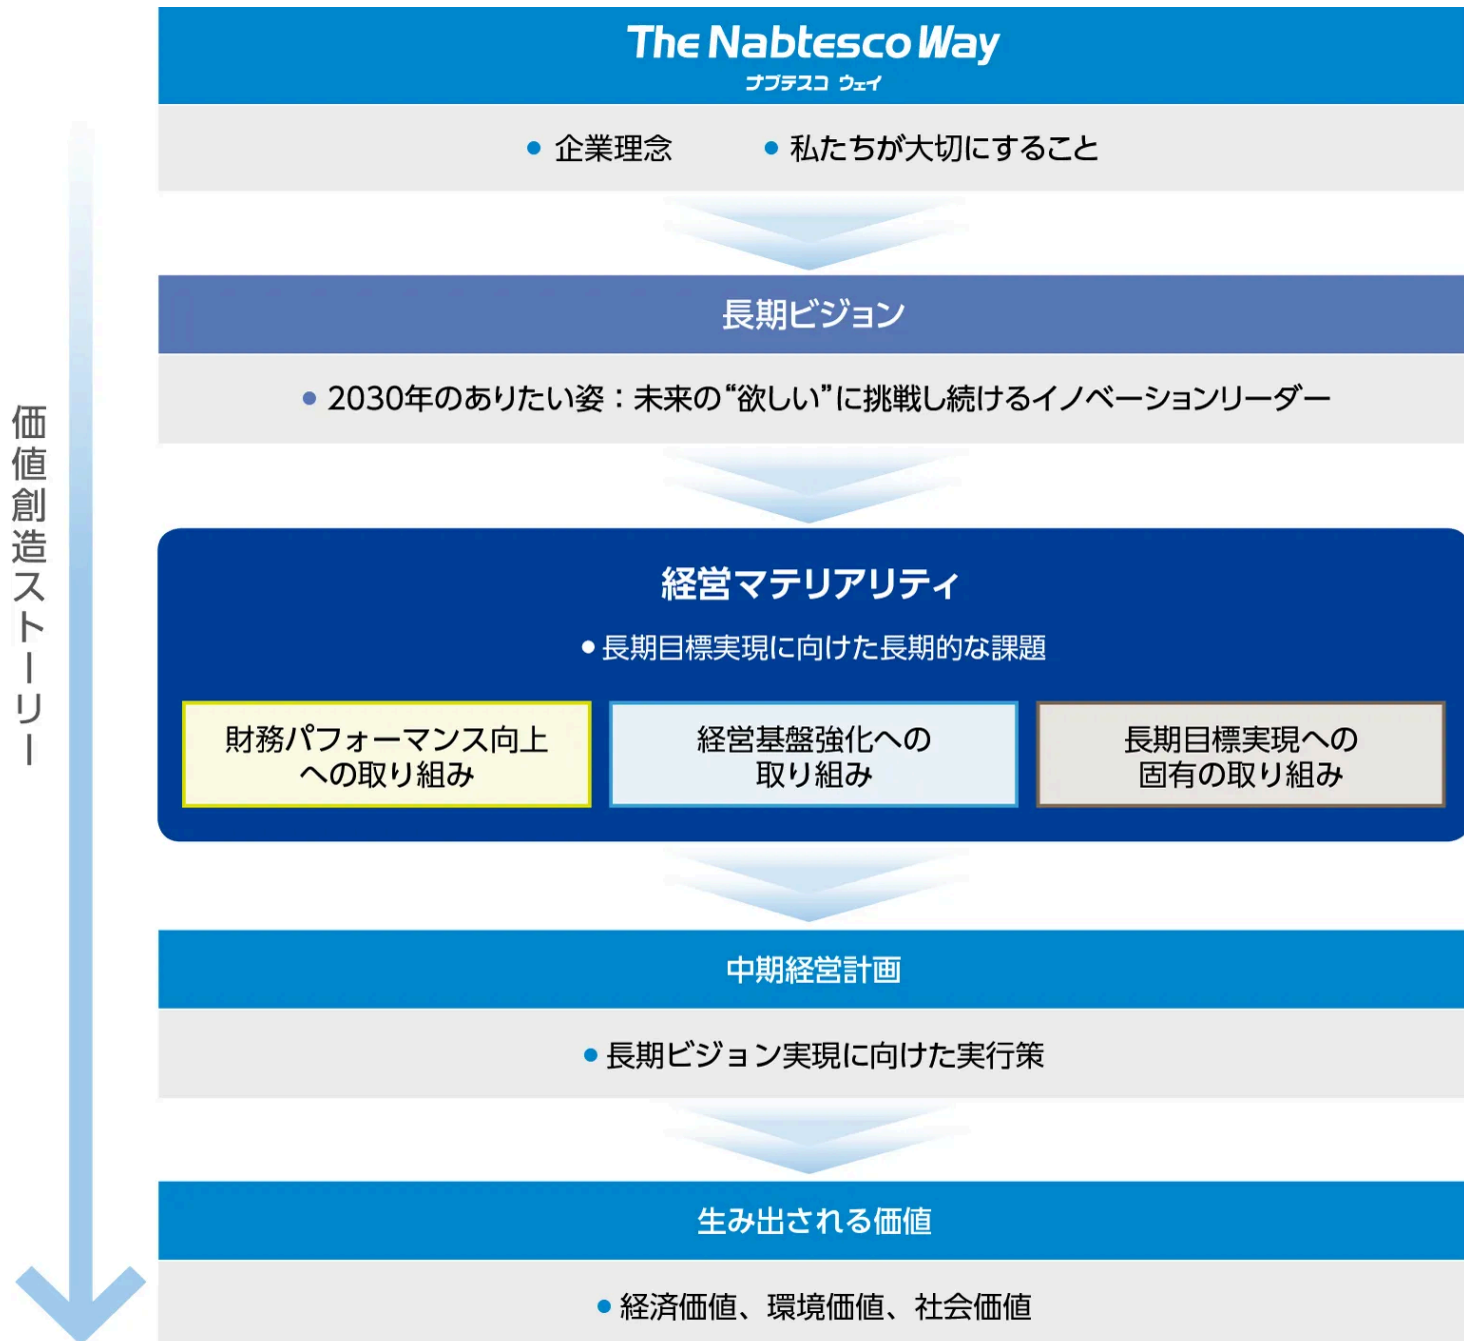 The Nabtesco Way
ナブテスコ ウェイ
● 企業理念 ● 私たちが大切にすること
長期ビジョン
● 2030年のありたい姿：未来の“欲しい”に挑戦し続けるイノベーションリーダー
価値創造ストーリー
経営マテリアリティ
● 長期目標実現に向けた長期的な課題
財務パフォーマンス向上
への取り組み
経営基盤強化への
取り組み
長期目標実現への
固有の取り組み
中期経営計画
● 長期ビジョン実現に向けた実行策
生み出される価値
● 経済価値、環境価値、社会価値